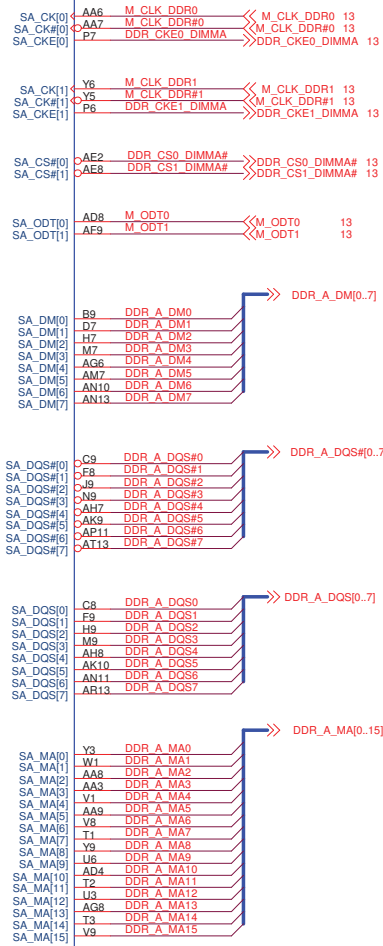 SA_CK[0] AA6 M_CLK_DDR0 M_CLK_DDR0 13
SA_CK#[0] AA7 M_CLK_DDR#0 M_CLK_DDR#0 13
SA_CKE[0] P7 DDR_CKE0_DIMMA DDR_CKE0_DIMMA 13
SA_CK[1] Y6 M_CLK_DDR1 M_CLK_DDR1 13
SA_CK#[1] Y5 M_CLK_DDR#1 M_CLK_DDR#1 13
SA_CKE[1] P6 DDR_CKE1_DIMMA DDR_CKE1_DIMMA 13
SA_CS#[0] AE2 DDR_CS0_DIMMA# DDR_CS0_DIMMA# 13
SA_CS#[1] AE8 DDR_CS1_DIMMA# DDR_CS1_DIMMA# 13
SA_ODT[0] AD8 M_ODT0 M_ODT0 13
SA_ODT[1] AF9 M_ODT1 M_ODT1 13
DDR_A_DM[0..7]
SA_DM[0] B9 DDR_A_DM0
SA_DM[1] D7 DDR_A_DM1
SA_DM[2] H7 DDR_A_DM2
SA_DM[3] M7 DDR_A_DM3
SA_DM[4] AG6 DDR_A_DM4
SA_DM[5] AM7 DDR_A_DM5
SA_DM[6] AN10 DDR_A_DM6
SA_DM[7] AN13 DDR_A_DM7
DDR_A_DQS#[0..7
SA_DQS#[0] C9 DDR_A_DQS#0
SA_DQS#[1] F8 DDR_A_DQS#1
SA_DQS#[2] J9 DDR_A_DQS#2
SA_DQS#[3] N9 DDR_A_DQS#3
SA_DQS#[4] AH7 DDR_A_DQS#4
SA_DQS#[5] AK9 DDR_A_DQS#5
SA_DQS#[6] AP11 DDR_A_DQS#6
SA_DQS#[7] AT13 DDR_A_DQS#7
DDR_A_DQS[0..7]
SA_DQS[0] C8 DDR_A_DQS0
SA_DQS[1] F9 DDR_A_DQS1
SA_DQS[2] H9 DDR_A_DQS2
SA_DQS[3] M9 DDR_A_DQS3
SA_DQS[4] AH8 DDR_A_DQS4
SA_DQS[5] AK10 DDR_A_DQS5
SA_DQS[6] AN11 DDR_A_DQS6
SA_DQS[7] AR13 DDR_A_DQS7
DDR_A_MA[0..15]
SA_MA[0] Y3 DDR_A_MA0
SA_MA[1] W1 DDR_A_MA1
SA_MA[2] AA8 DDR_A_MA2
SA_MA[3] AA3 DDR_A_MA3
SA_MA[4] V1 DDR_A_MA4
SA_MA[5] AA9 DDR_A_MA5
SA_MA[6] V8 DDR_A_MA6
SA_MA[7] T1 DDR_A_MA7
SA_MA[8] Y9 DDR_A_MA8
SA_MA[9] U6 DDR_A_MA9
SA_MA[10] AD4 DDR_A_MA10
SA_MA[11] T2 DDR_A_MA11
SA_MA[12] U3 DDR_A_MA12
SA_MA[13] AG8 DDR_A_MA13
SA_MA[14] T3 DDR_A_MA14
SA_MA[15] V9 DDR_A_MA15